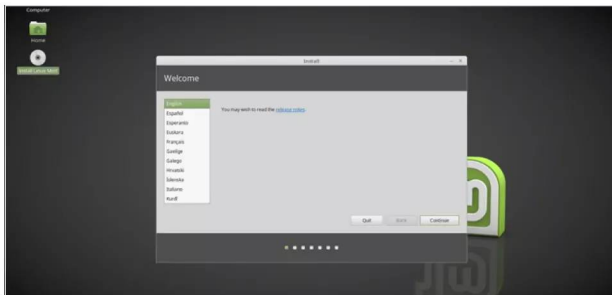 Computer
Home
Install Linux Mint
Install
Welcome
English
Español
Esperanto
Euskara
Français
Gaeilge
Galego
Hrvatski
Íslenska
Italiano
Kurdî
You may wish to read the release notes.
Quit
Back
Continue